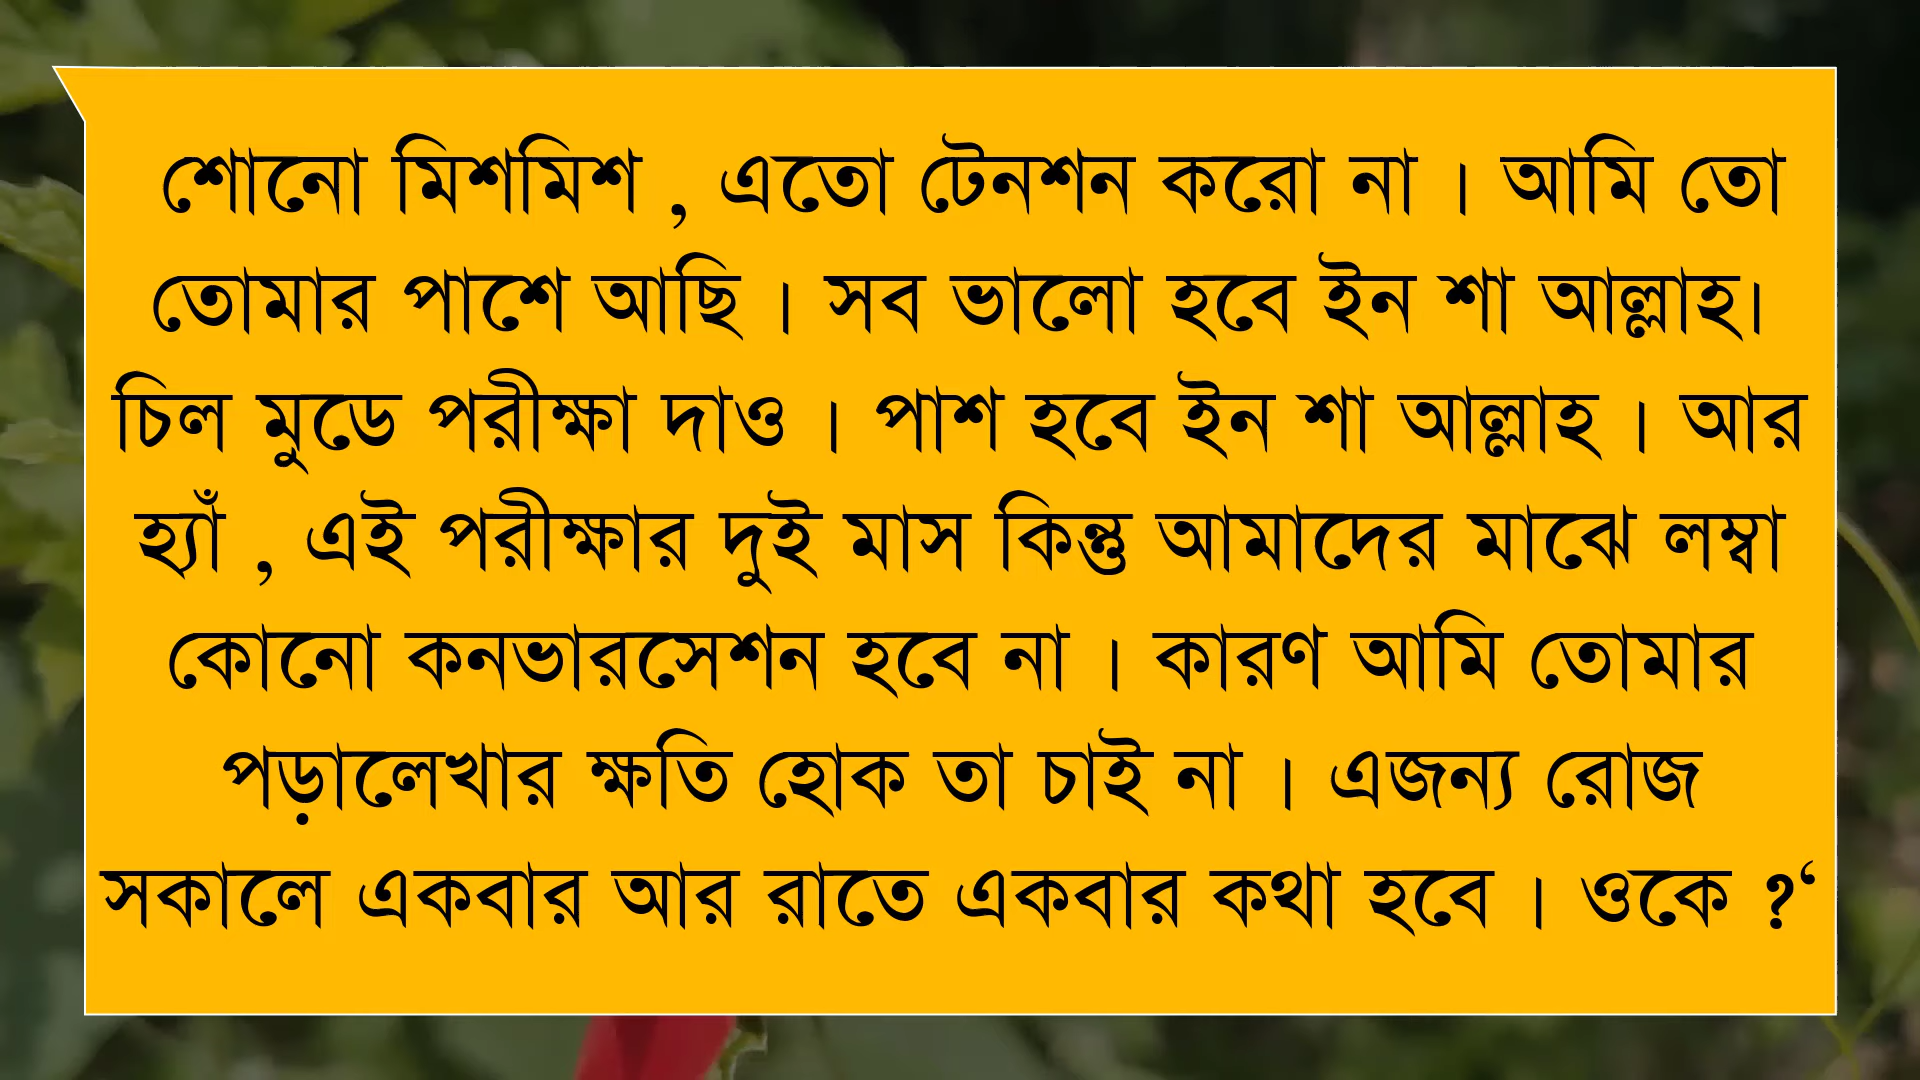 শোনো মিশমিশ , এতো টেনশন করো না । আমি তো
তোমার পাশে আছি । সব ভালো হবে ইন শা আল্লাহ।
চিল মুডে পরীক্ষা দাও । পাশ হবে ইন শা আল্লাহ । আর
হ্যাঁ , এই পরীক্ষার দুই মাস কিন্তু আমাদের মাঝে লম্বা
কোনো কনভারসেশন হবে না । কারণ আমি তোমার
পড়ালেখার ক্ষতি হোক তা চাই না । এজন্য রোজ
সকালে একবার আর রাতে একবার কথা হবে । ওকে ?‘